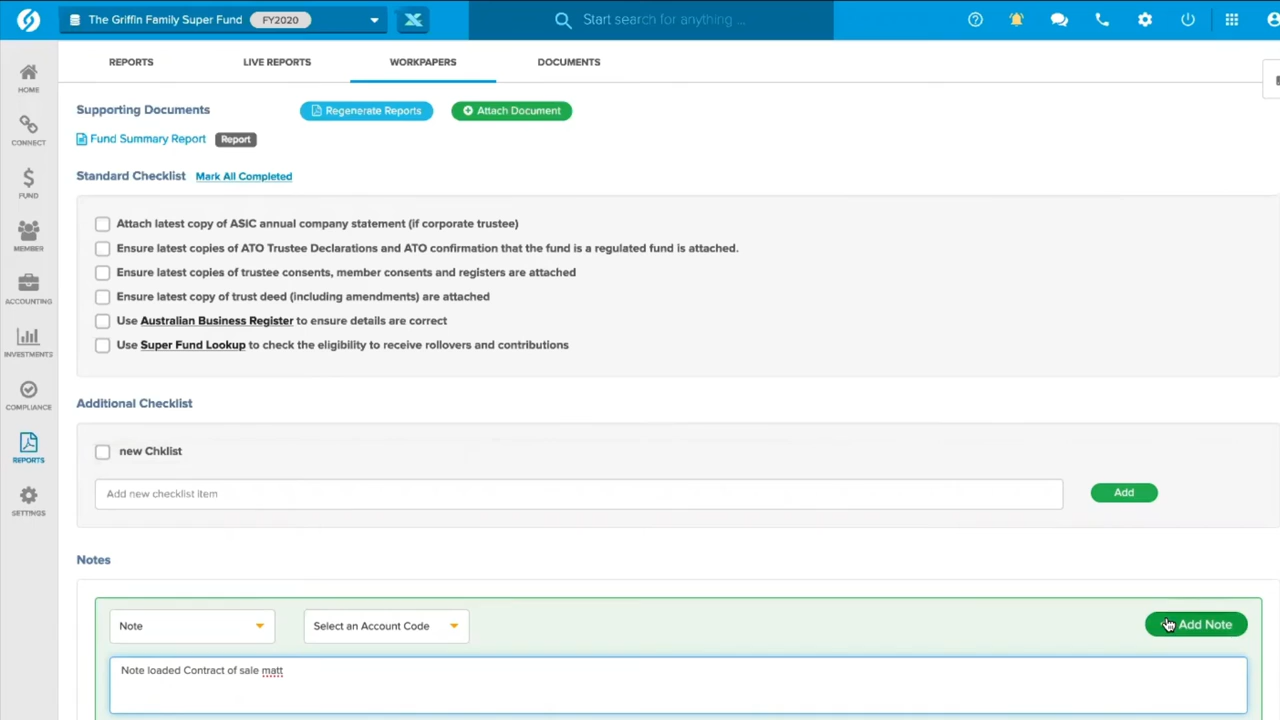 The Griffin Family Super Fund FY2020
Start search for anything ...
HOME
CONNECT
FUND
MEMBER
ACCOUNTING
INVESTMENTS
COMPLIANCE
REPORTS
SETTINGS
REPORTS LIVE REPORTS WORKPAPERS DOCUMENTS
Supporting Documents Regenerate Reports Attach Document
Fund Summary Report Report
Standard Checklist Mark All Completed
Attach latest copy of ASIC annual company statement (if corporate trustee)
Ensure latest copies of ATO Trustee Declarations and ATO confirmation that the fund is a regulated fund is attached.
Ensure latest copies of trustee consents, member consents and registers are attached
Ensure latest copy of trust deed (including amendments) are attached
Use Australian Business Register to ensure details are correct
Use Super Fund Lookup to check the eligibility to receive rollovers and contributions
Additional Checklist
new Chklist
Add new checklist item Add
Notes
Note Select an Account Code Add Note
Note loaded Contract of sale matt